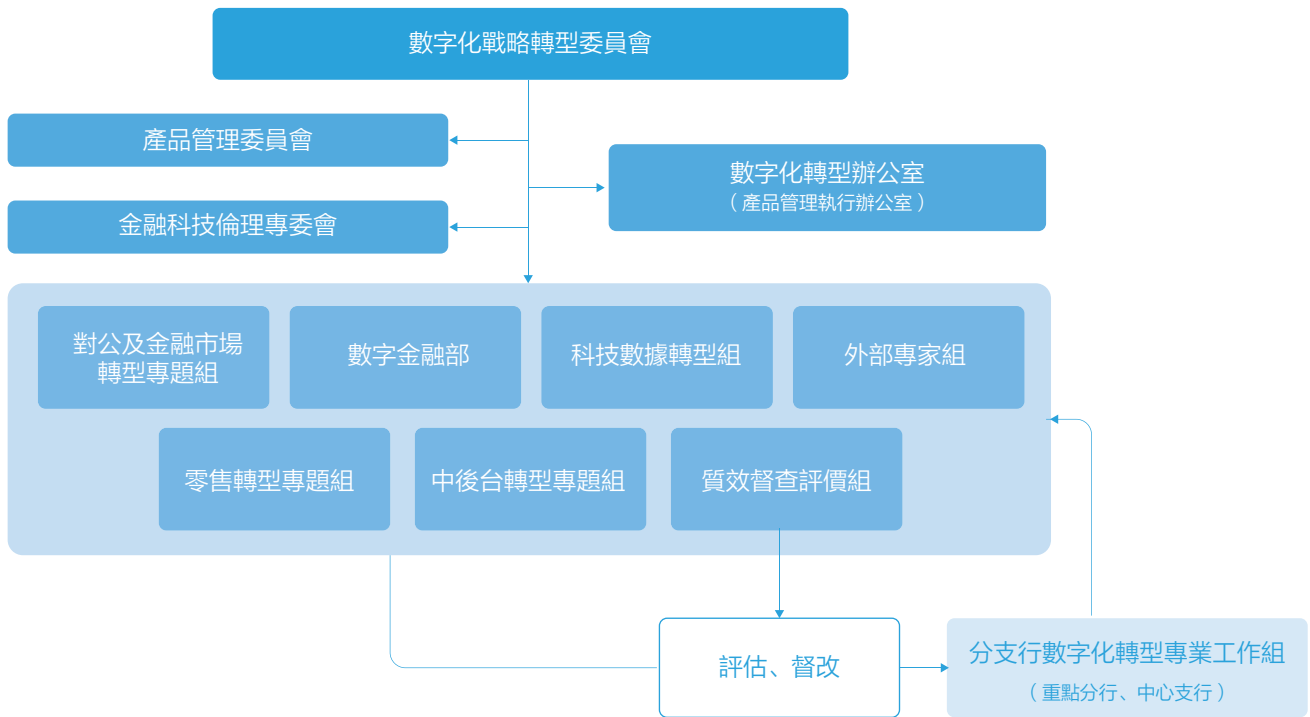 數字化戰略轉型委員會
產品管理委員會
數字化轉型辦公室
（產品管理執行辦公室）
金融科技倫理專委會
對公及金融市場
轉型專題組
數字金融部
科技數據轉型組
外部專家組
零售轉型專題組
中後台轉型專題組
質效督查評價組
評估、督改
分支行數字化轉型專業工作組
（重點分行、中心支行）